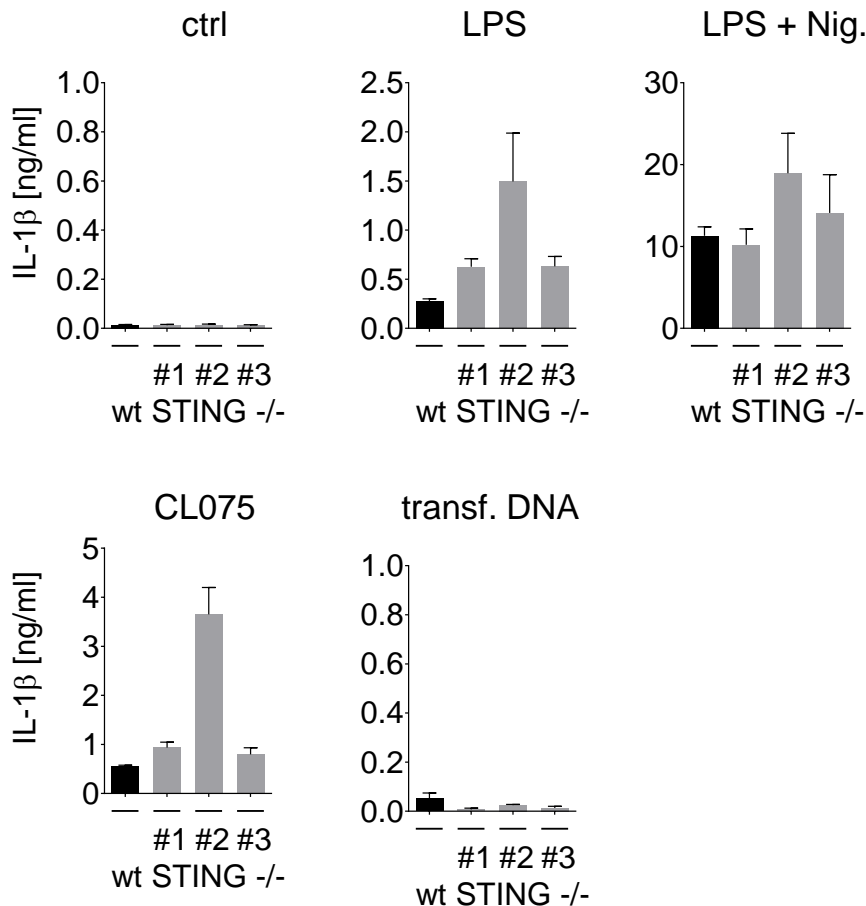 ctrl
LPS
LPS + Nig.
IL-1β [ng/ml]
1.0
0.8
0.6
0.4
0.2
0.0
2.5
2.0
1.5
1.0
0.5
0.0
30
20
10
0
#1 #2 #3
wt STING -/-
#1 #2 #3
wt STING -/-
#1 #2 #3
wt STING -/-
CL075
transf. DNA
IL-1β [ng/ml]
5
4
3
2
1
0
1.0
0.8
0.6
0.4
0.2
0.0
#1 #2 #3
wt STING -/-
#1 #2 #3
wt STING -/-